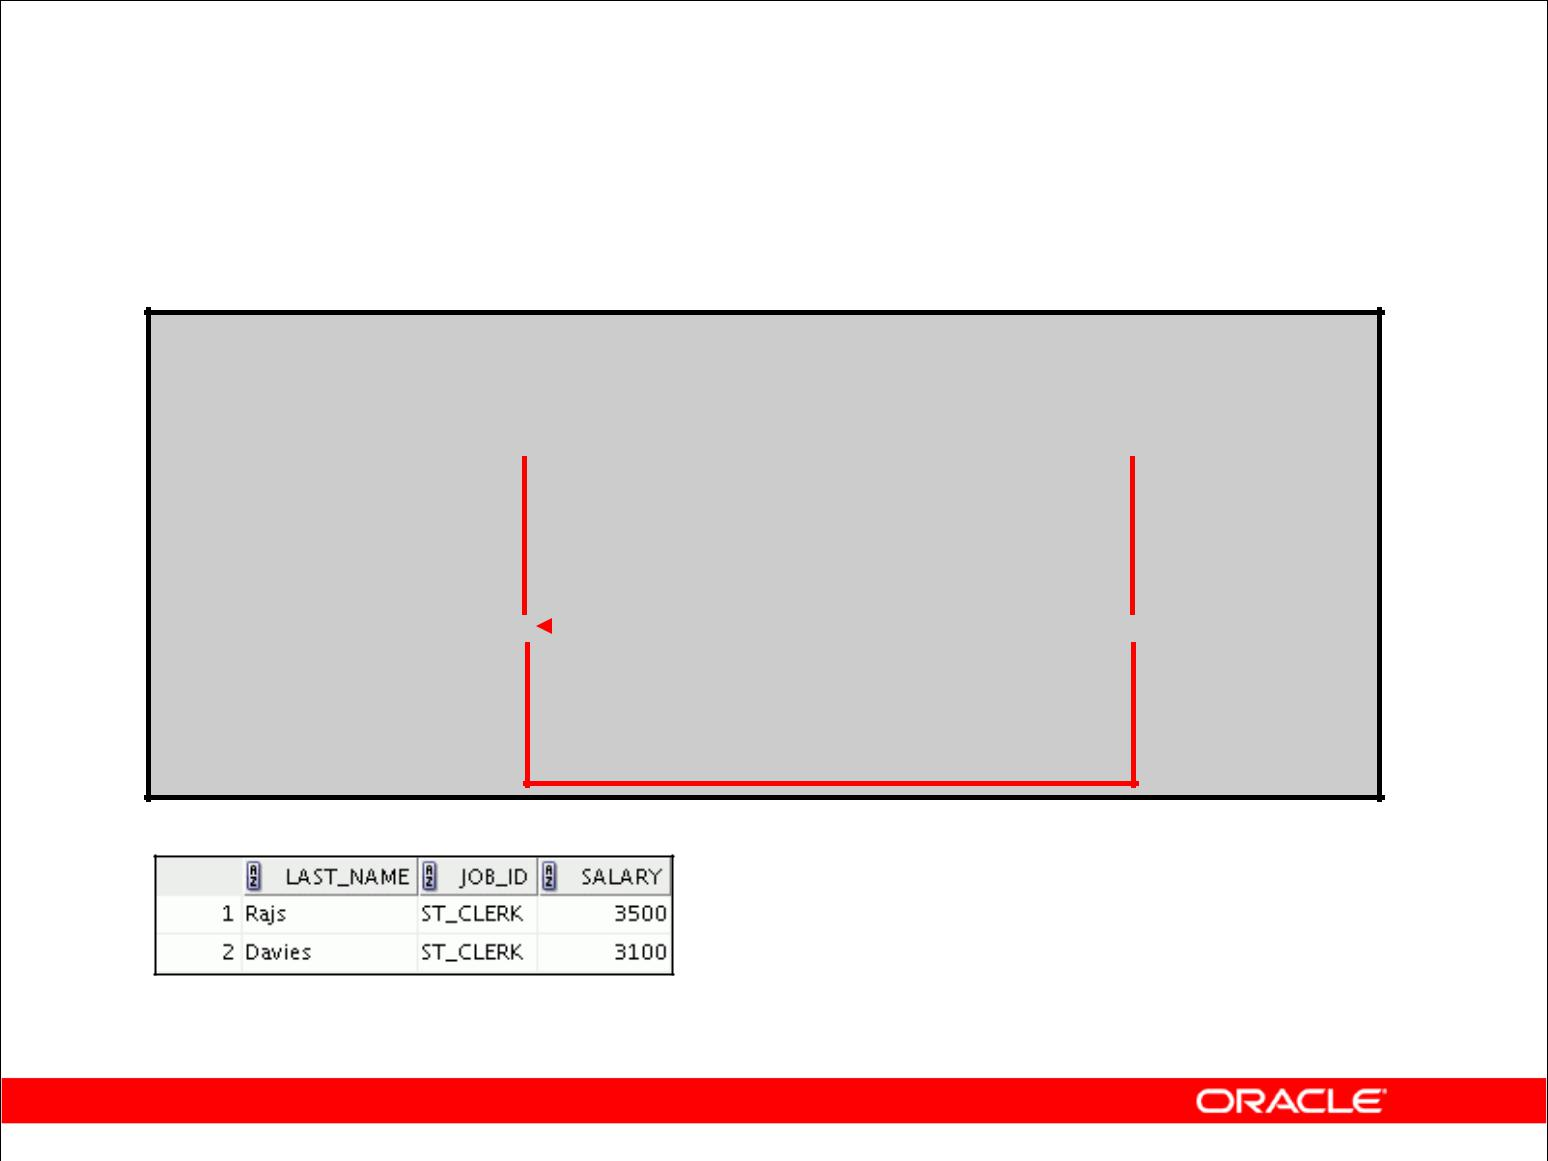 LAST_NAME JOB_ID SALARY
1 Rajs ST_CLERK 3500
2 Davies ST_CLERK 3100
ORACLE